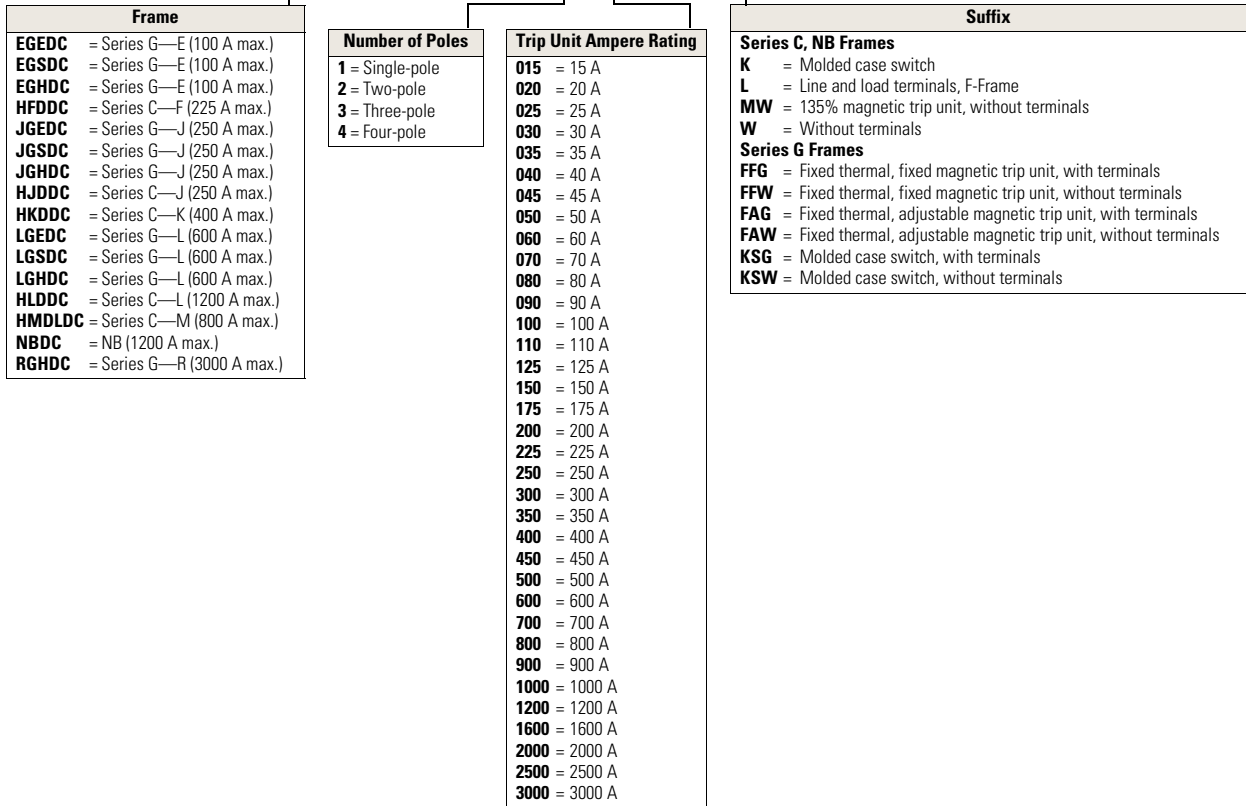 Frame
EGEDC = Series G—E (100 A max.)
EGSDC = Series G—E (100 A max.)
EGHDC = Series G—E (100 A max.)
HFDDC = Series C—F (225 A max.)
JGEDC = Series G—J (250 A max.)
JGSDC = Series G—J (250 A max.)
JGHDC = Series G—J (250 A max.)
HJDDC = Series C—J (250 A max.)
HKDDC = Series C—K (400 A max.)
LGEDC = Series G—L (600 A max.)
LGSDC = Series G—L (600 A max.)
LGHDC = Series G—L (600 A max.)
HLDDC = Series C—L (1200 A max.)
HMDLDC = Series C—M (800 A max.)
NBDC = NB (1200 A max.)
RGHDC = Series G—R (3000 A max.)
Number of Poles
1 = Single-pole
2 = Two-pole
3 = Three-pole
4 = Four-pole
Trip Unit Ampere Rating
015 = 15 A
020 = 20 A
025 = 25 A
030 = 30 A
035 = 35 A
040 = 40 A
045 = 45 A
050 = 50 A
060 = 60 A
070 = 70 A
080 = 80 A
090 = 90 A
100 = 100 A
110 = 110 A
125 = 125 A
150 = 150 A
175 = 175 A
200 = 200 A
225 = 225 A
250 = 250 A
300 = 300 A
350 = 350 A
400 = 400 A
450 = 450 A
500 = 500 A
600 = 600 A
700 = 700 A
800 = 800 A
900 = 900 A
1000 = 1000 A
1200 = 1200 A
1600 = 1600 A
2000 = 2000 A
2500 = 2500 A
3000 = 3000 A
Suffix
Series C, NB Frames
K = Molded case switch
L = Line and load terminals, F-Frame
MW = 135% magnetic trip unit, without terminals
W = Without terminals
Series G Frames
FFG = Fixed thermal, fixed magnetic trip unit, with terminals
FFW = Fixed thermal, fixed magnetic trip unit, without terminals
FAG = Fixed thermal, adjustable magnetic trip unit, with terminals
FAW = Fixed thermal, adjustable magnetic trip unit, without terminals
KSG = Molded case switch, with terminals
KSW = Molded case switch, without terminals